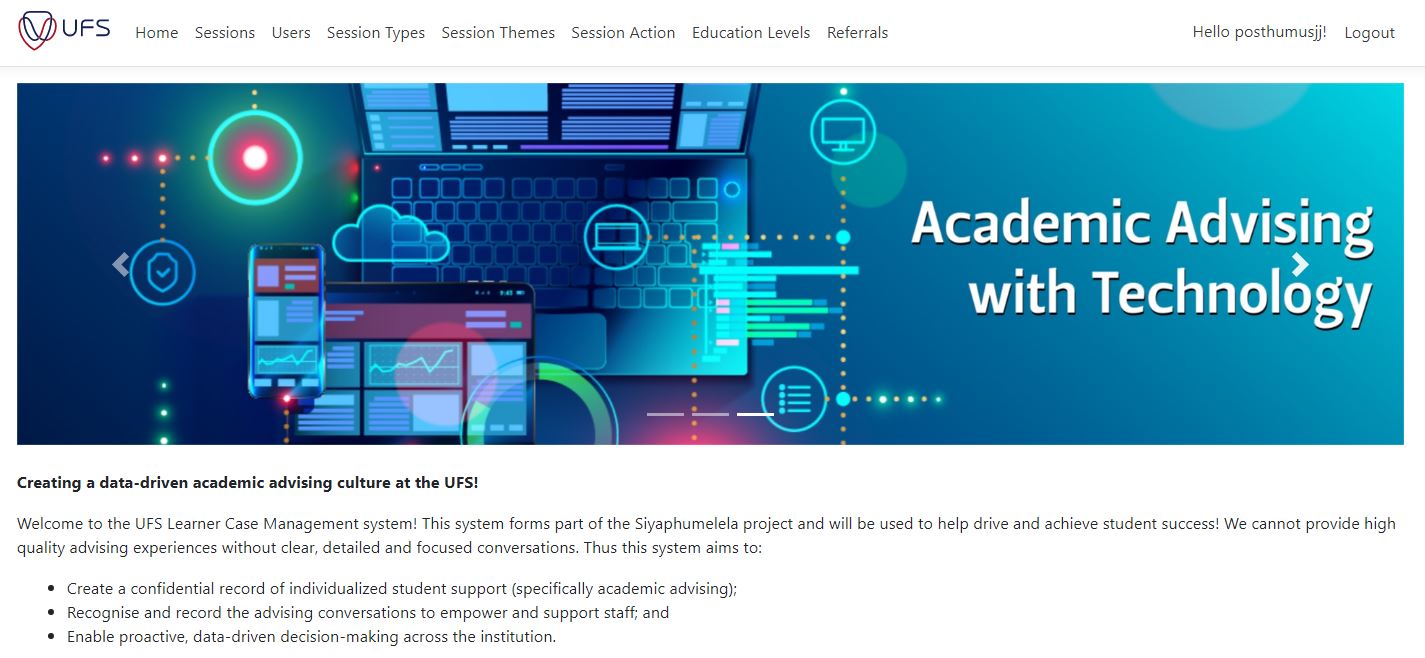 UFS Home Sessions Users Session Types Session Themes Session Action Education Levels Referrals Hello posthumusjj! Logout
Academic Advising
with Technology
Creating a data-driven academic advising culture at the UFS!
Welcome to the UFS Learner Case Management system! This system forms part of the Siyaphumelela project and will be used to help drive and achieve student success! We cannot provide high
quality advising experiences without clear, detailed and focused conversations. Thus this system aims to:
• Create a confidential record of individualized student support (specifically academic advising);
• Recognise and record the advising conversations to empower and support staff; and
• Enable proactive, data-driven decision-making across the institution.